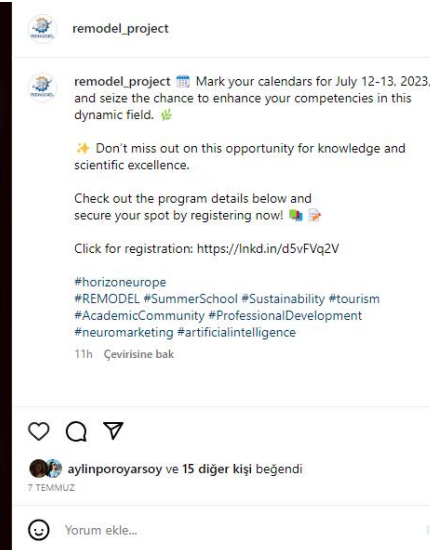 remodel_project
remodel_project 📅 Mark your calendars for July 12-13, 2023,
and seize the chance to enhance your competencies in this
dynamic field. 🌿
✨ Don't miss out on this opportunity for knowledge and
scientific excellence.
Check out the program details below and
secure your spot by registering now! 📚 📝
Click for registration: https://lnkd.in/d5vFVq2V
#horizoneurope
#REMODEL #SummerSchool #Sustainability #tourism
#AcademicCommunity #ProfessionalDevelopment
#neuromarketing #artificialintelligence
11h Çevirisine bak
aylinporoyarsoy ve 15 diğer kişi beğendi
7 TEMMUZ
Yorum ekle...